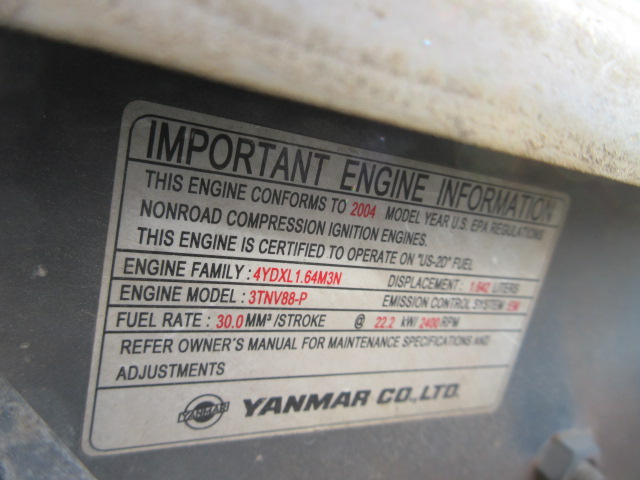 IMPORTANT ENGINE INFORMATION
THIS ENGINE CONFORMS TO 2004 MODEL YEAR U.S. EPA REGULATIONS
NONROAD COMPRESSION IGNITION ENGINES.
THIS ENGINE IS CERTIFIED TO OPERATE ON "US-2D" FUEL
ENGINE FAMILY : 4YDXL1.64M3N DISPLACEMENT : 1.642 LITERS
ENGINE MODEL : 3TNV88-P EMISSION CONTROL SYSTEM : EM
FUEL RATE : 30.0 MM³/STROKE @ 22.2 kW/ 2400 RPM
REFER OWNER'S MANUAL FOR MAINTENANCE SPECIFICATIONS AND
ADJUSTMENTS
YANMAR YANMAR CO.,LTD.